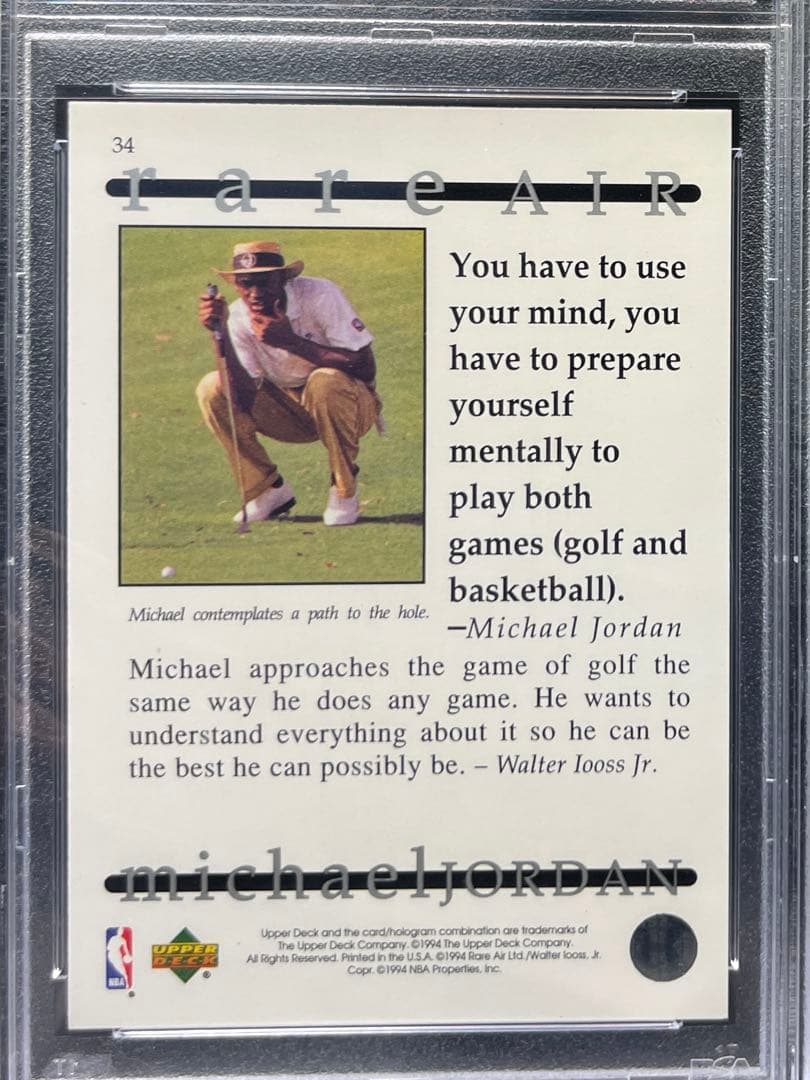 34
rare AIR
You have to use
your mind, you
have to prepare
yourself
mentally to
play both
games (golf and
basketball).
–Michael Jordan
Michael contemplates a path to the hole.
Michael approaches the game of golf the
same way he does any game. He wants to
understand everything about it so he can be
the best he can possibly be. – Walter Iooss Jr.
michaelJORDAN
NBA ®
UPPER
DECK ®
Upper Deck and the card/hologram combination are trademarks of
The Upper Deck Company. ©1994 The Upper Deck Company.
All Rights Reserved. Printed in the U.S.A. ©1994 Rare Air Ltd./Walter Iooss, Jr.
Copr. ©1994 NBA Properties, Inc.
PSA